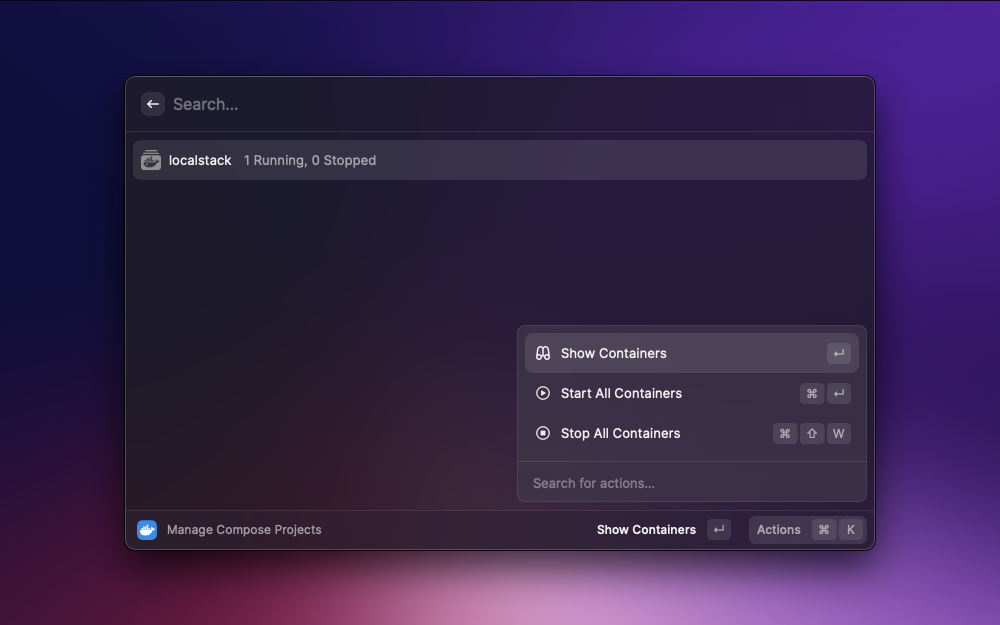 Search...
localstack 1 Running, 0 Stopped
Show Containers ↵
Start All Containers ⌘ ↵
Stop All Containers ⌘ ⇧ W
Search for actions...
Manage Compose Projects Show Containers ↵ Actions ⌘ K